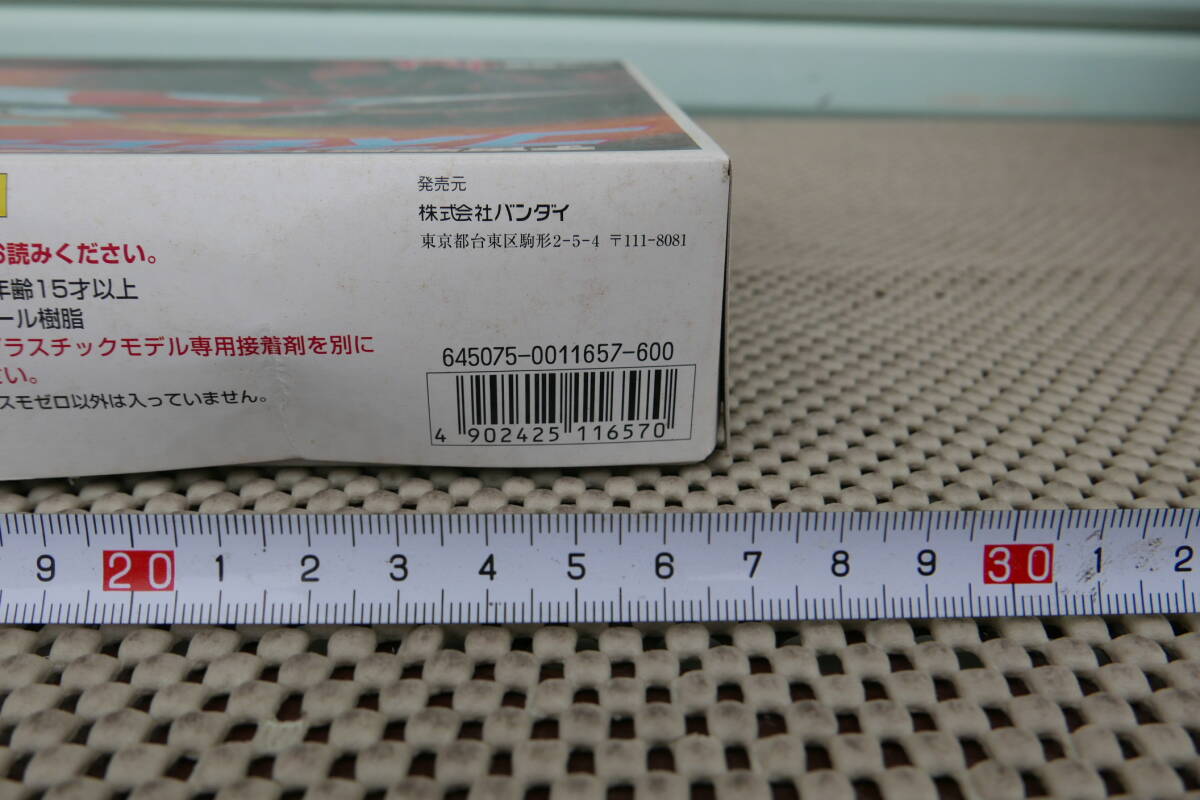 発売元
株式会社バンダイ
東京都台東区駒形2-5-4 〒111-8081
お読みください。
年齢15才以上
ール樹脂
プラスチックモデル専用接着剤を別に
さい。
スモゼロ以外は入っていません。
645075-0011657-600
4 902425 116570
9 20 1 2 3 4 5 6 7 8 9 30 1 2